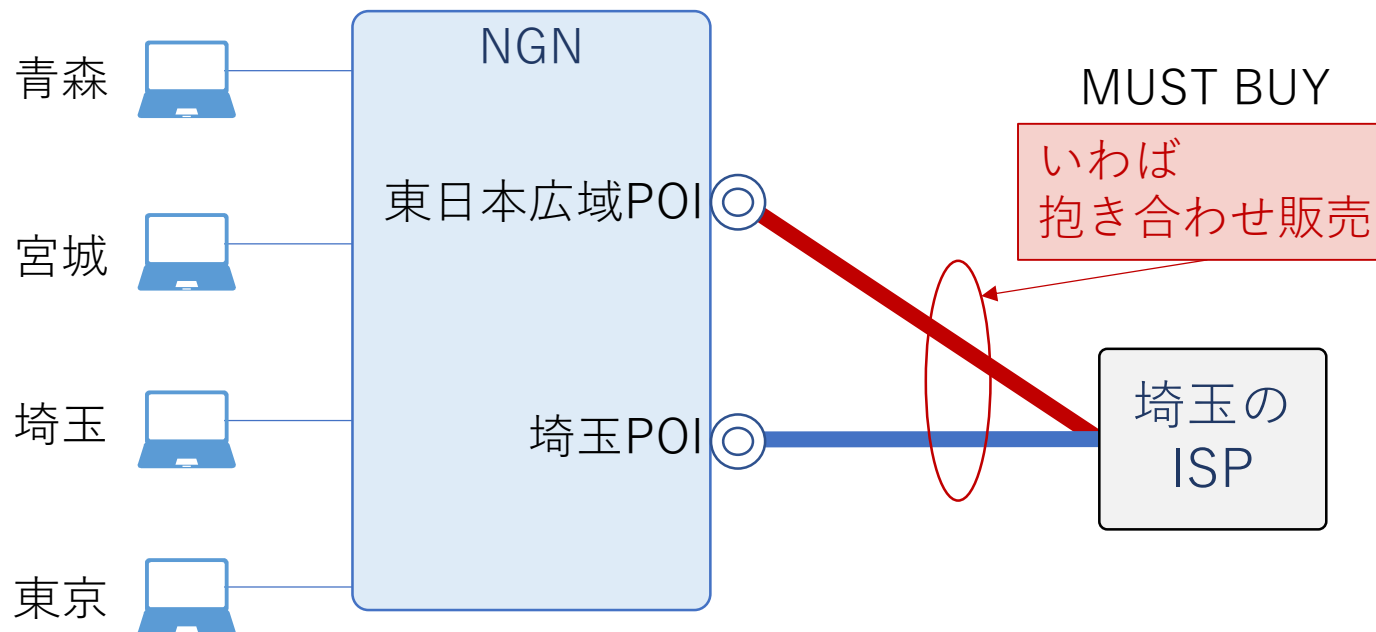 NGN
青森
MUST BUY
いわば
抱き合わせ販売
東日本広域POI
宮城
埼玉
埼玉POI
埼玉の
ISP
東京